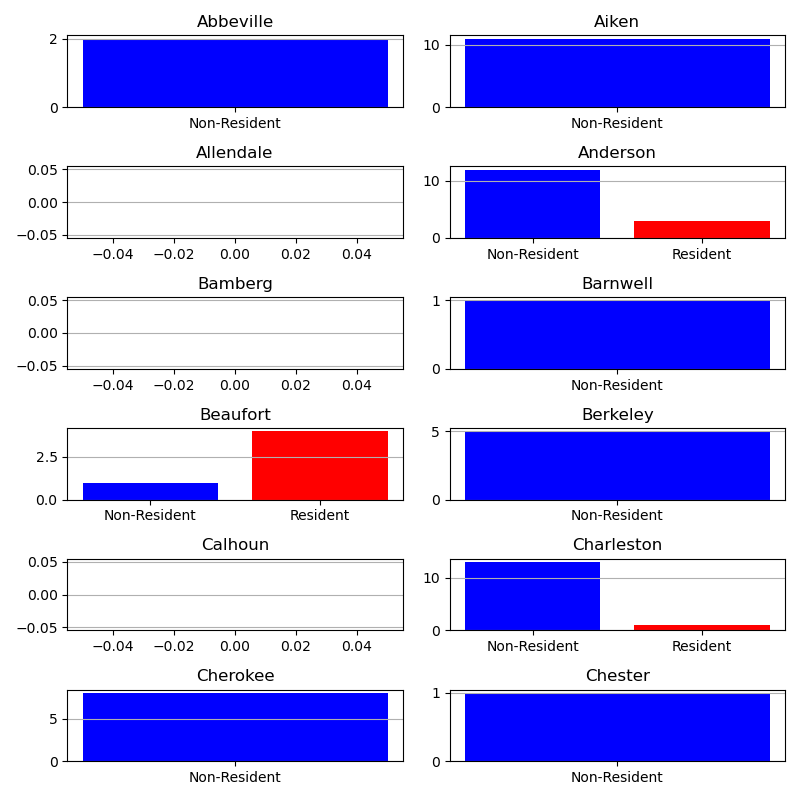 Abbeville Aiken
2
0
Non-Resident
10
0
Non-Resident
Allendale Anderson
0.05
0.00
−0.05
−0.04 −0.02 0.00 0.02 0.04
10
0
Non-Resident Resident
Bamberg Barnwell
0.05
0.00
−0.05
−0.04 −0.02 0.00 0.02 0.04
1
0
Non-Resident
Beaufort Berkeley
2.5
0.0
Non-Resident Resident
5
0
Non-Resident
Calhoun Charleston
0.05
0.00
−0.05
−0.04 −0.02 0.00 0.02 0.04
10
0
Non-Resident Resident
Cherokee Chester
5
0
Non-Resident
1
0
Non-Resident